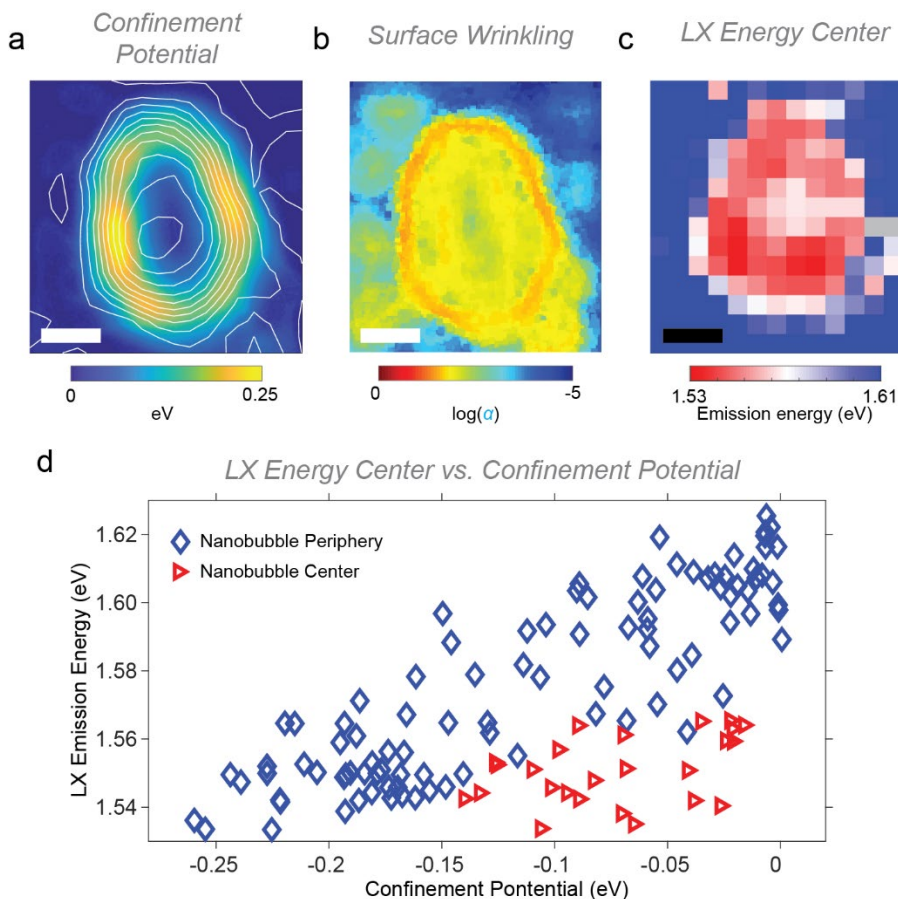 a
Confinement
Potential
b
Surface Wrinkling
c
LX Energy Center
0
0.25
eV
0
-5
log(α)
1.53
1.61
Emission energy (eV)
d
LX Energy Center vs. Confinement Potential
Nanobubble Periphery
Nanobubble Center
LX Emission Energy (eV)
1.62
1.60
1.58
1.56
1.54
-0.25
-0.2
-0.15
-0.1
-0.05
0
Confinement Pontential (eV)